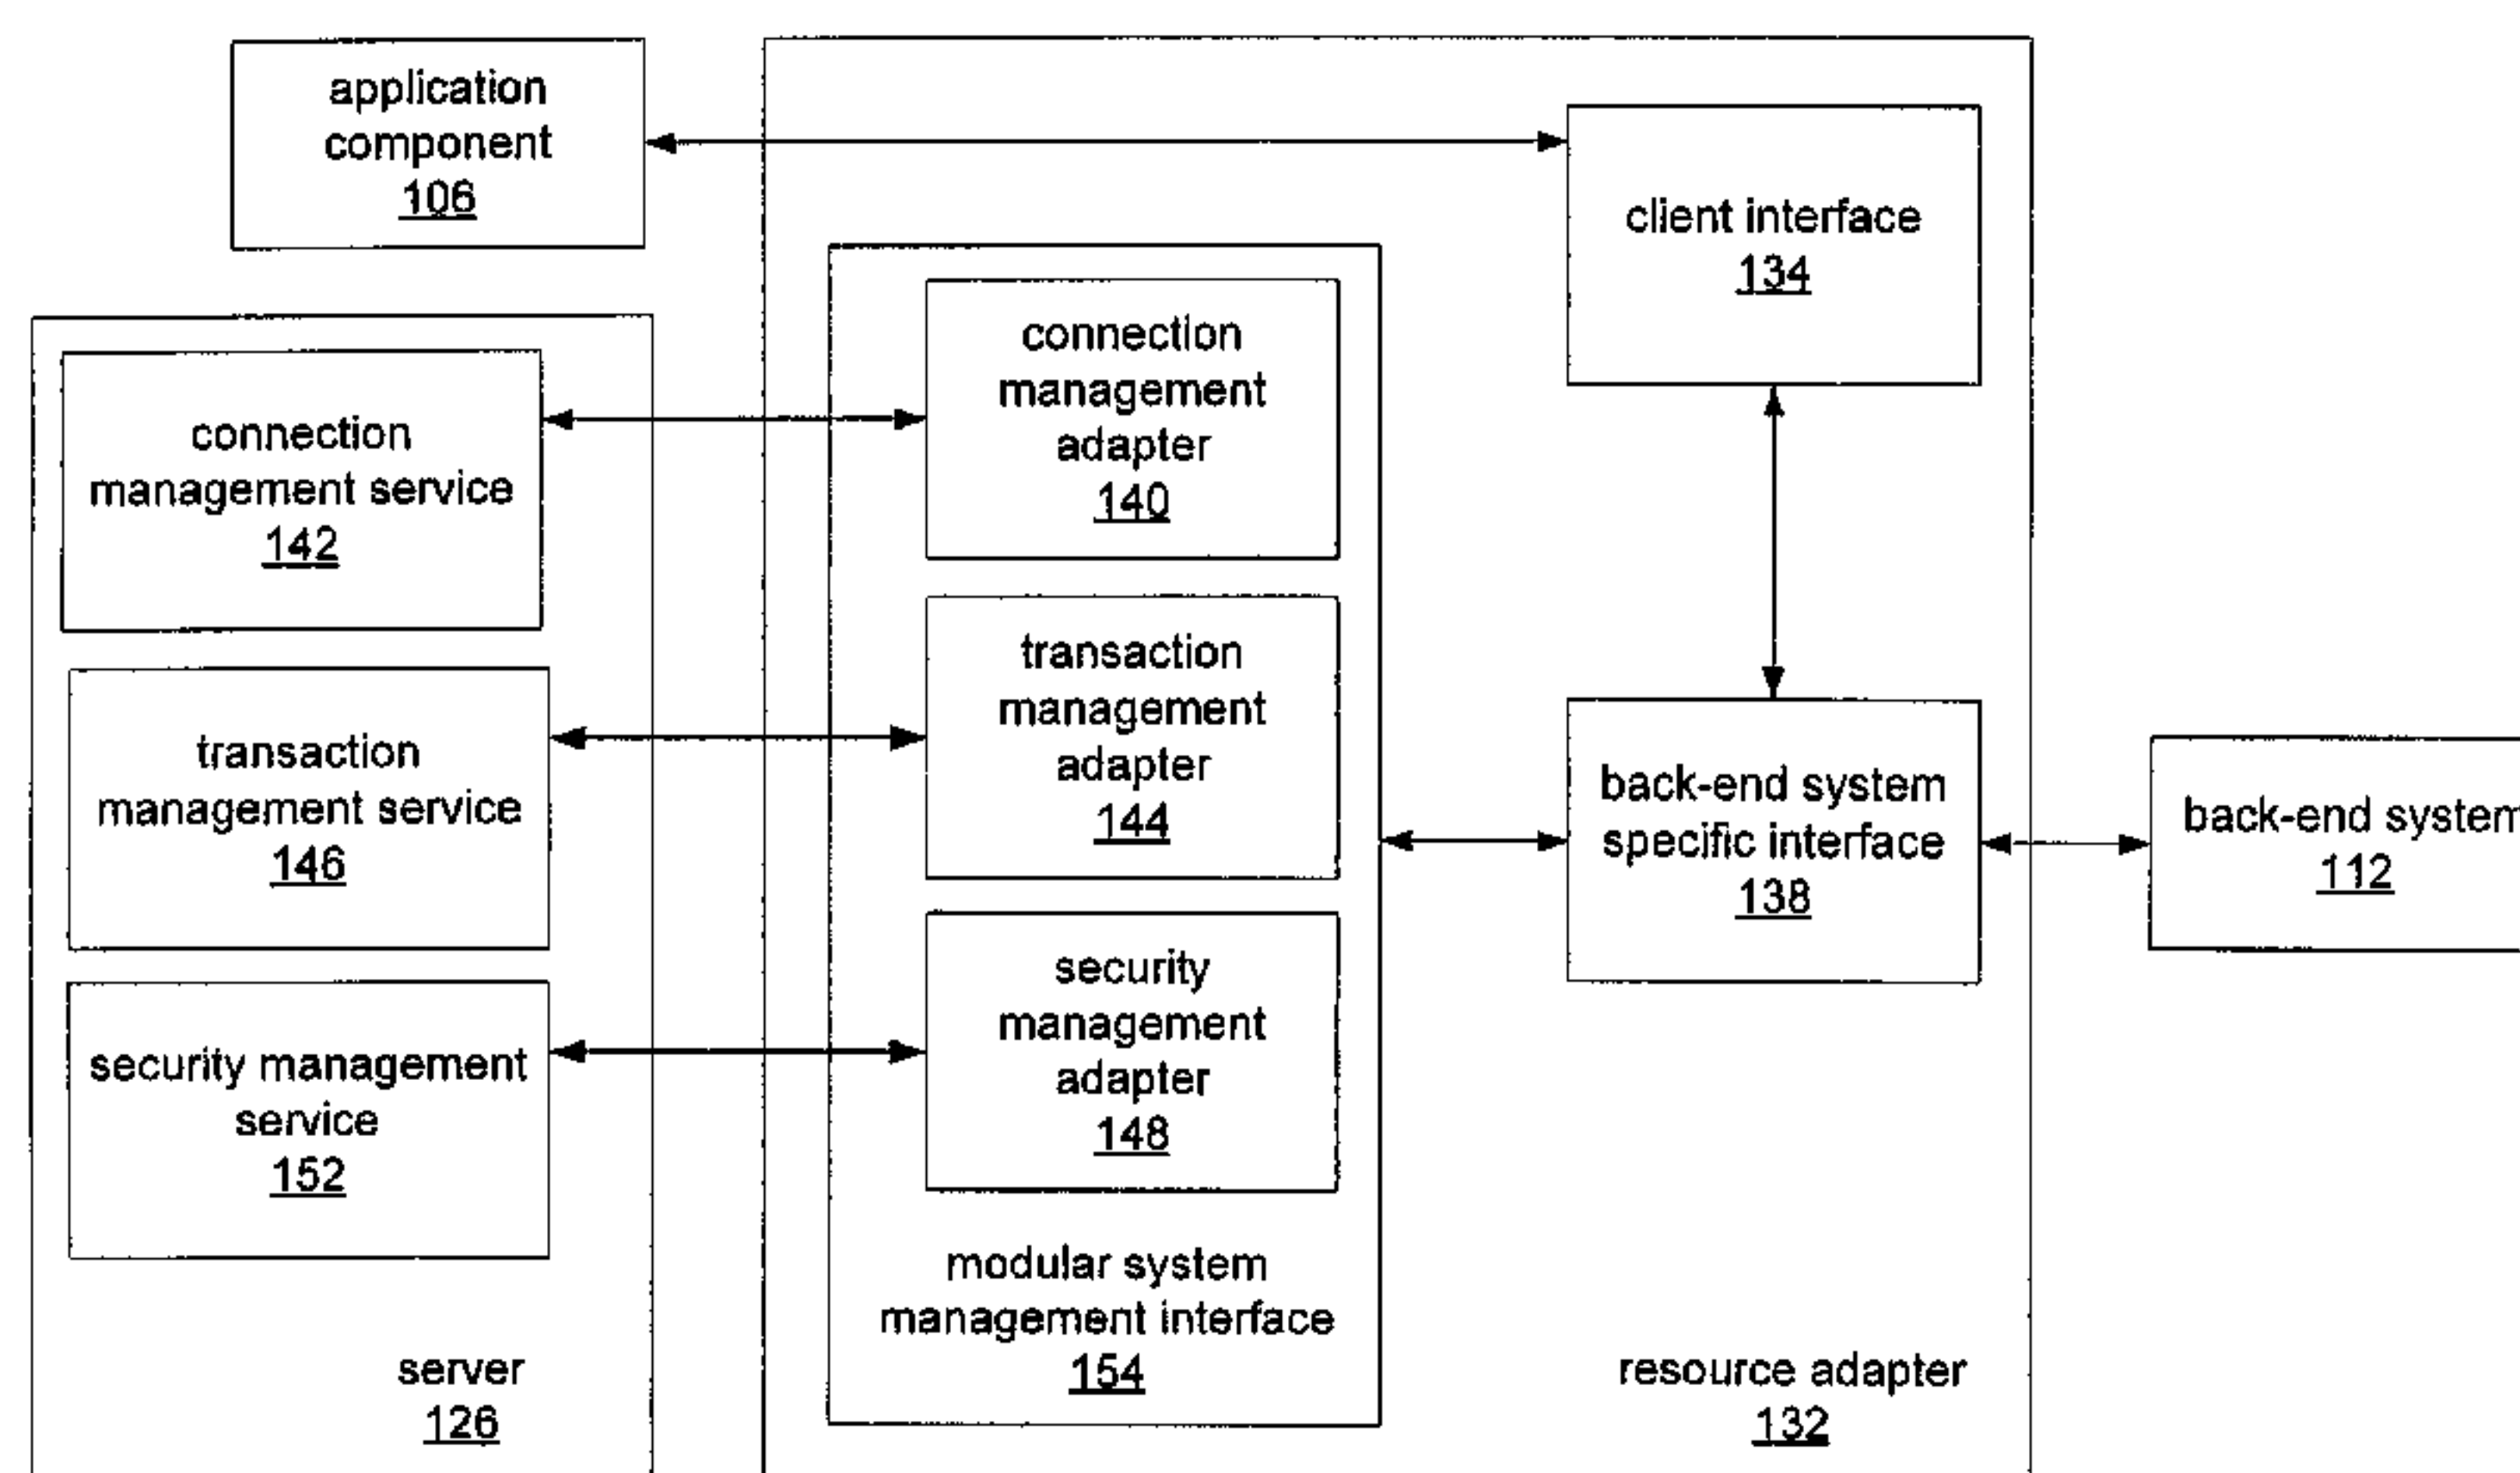 application
component
106
client interface
134
connection
management
adapter
140
connection
management service
142
transaction
management
adapter
144
transaction
management service
146
back-end system
specific interface
138
back-end system
112
security
management
adapter
148
security management
service
152
modular system
management interface
154
server
126
resource adapter
132